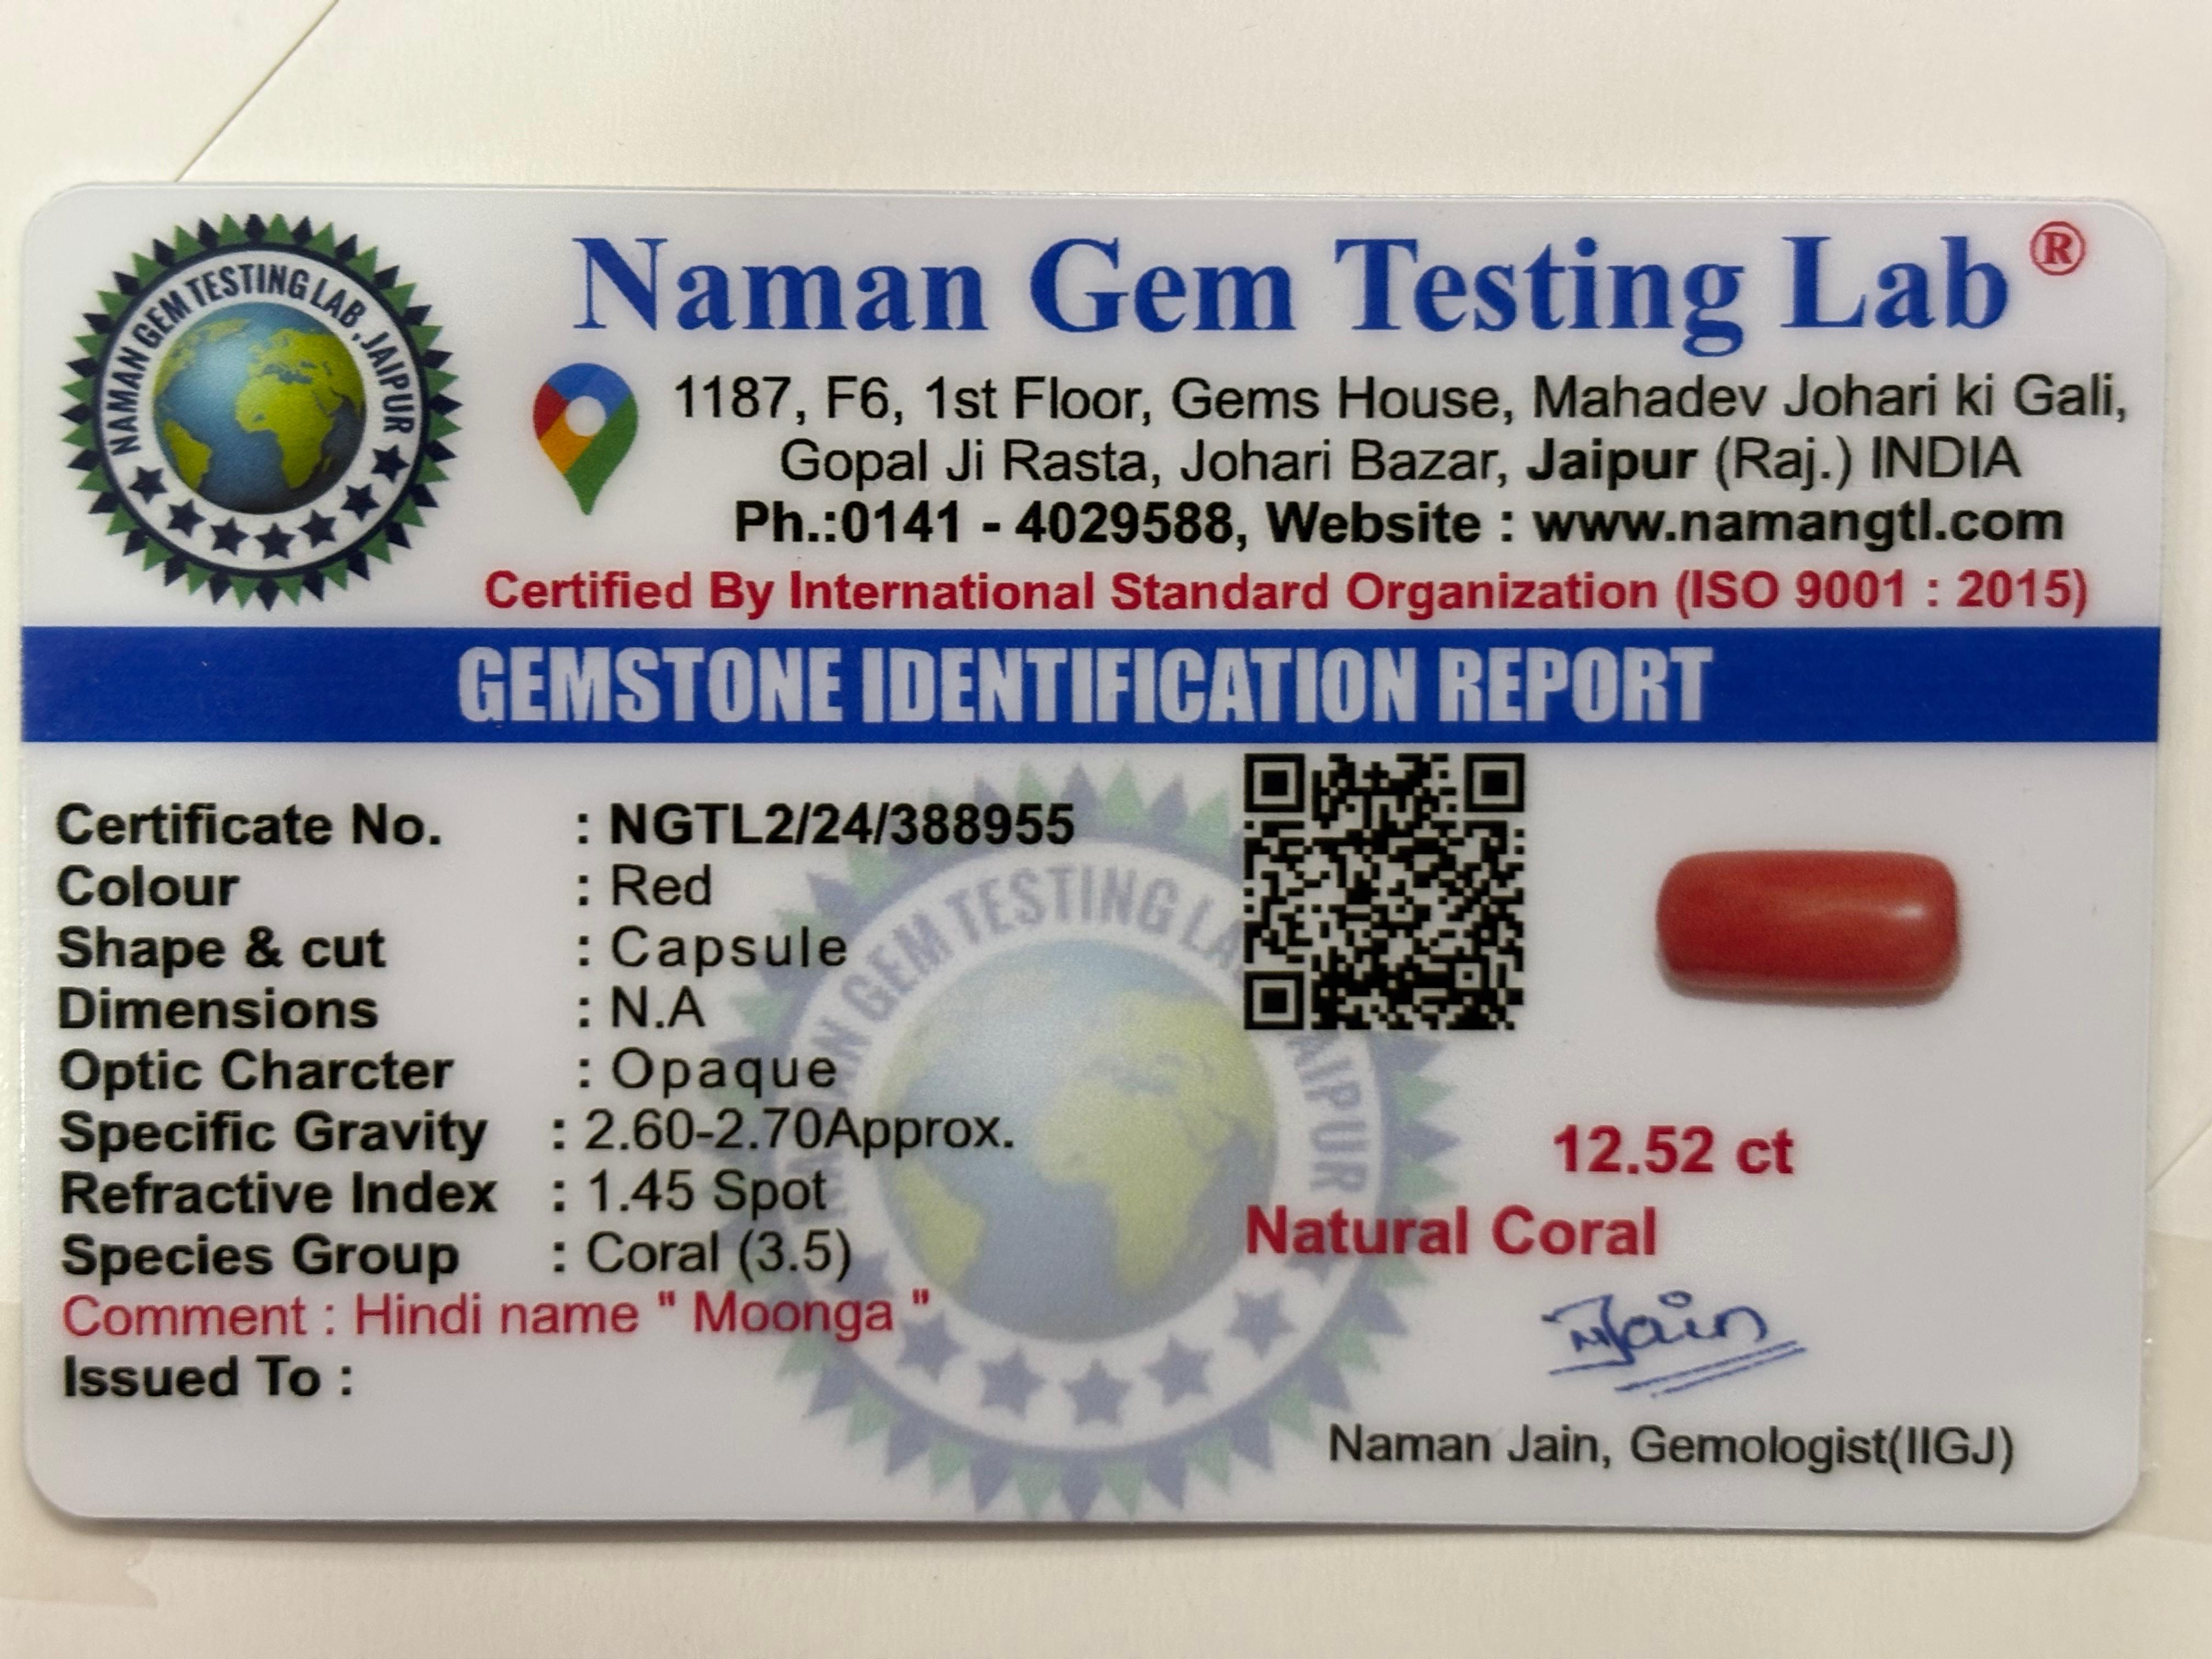 NAMAN GEM TESTING LAB, JAIPUR
Naman Gem Testing Lab®
1187, F6, 1st Floor, Gems House, Mahadev Johari ki Gali,
Gopal Ji Rasta, Johari Bazar, Jaipur (Raj.) INDIA
Ph.:0141 - 4029588, Website : www.namangtl.com
Certified By International Standard Organization (ISO 9001 : 2015)
GEMSTONE IDENTIFICATION REPORT
Certificate No. : NGTL2/24/388955
Colour : Red
Shape & cut : Capsule
Dimensions : N.A
Optic Charcter : Opaque
Specific Gravity : 2.60-2.70Approx.
Refractive Index : 1.45 Spot
Species Group : Coral (3.5)
Comment : Hindi name " Moonga "
Issued To :
12.52 ct
Natural Coral
NJain
Naman Jain, Gemologist(IIGJ)